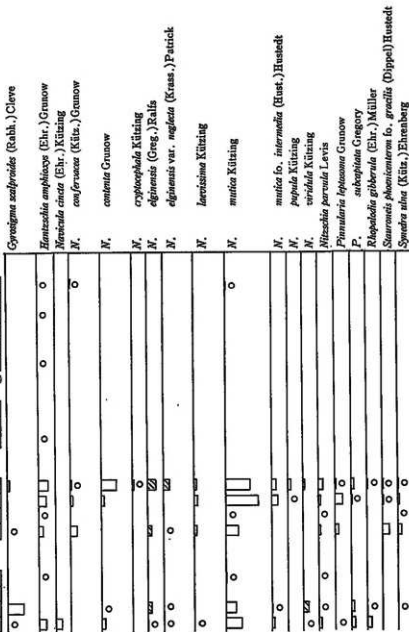 Gyrosigma scalproides (Rabh.) Cleve
Hantzschia amphioxys (Ehr.) Grunow
Navicula cincta (Ehr.) Kützing
N. confervacea (Kütz.) Grunow
N. contenta Grunow
N. cryptocephala Kützing
N. elginensis (Greg.) Ralfs
N. elginensis var. neglecta (Krass.) Patrick
N. laevissima Kützing
N. mutica Kützing
N. mutica fo. intermedia (Hust.) Hustedt
N. pupula Kützing
N. viridula Kützing
Nitzschia parvula Levis
Pinnularia leptosoma Grunow
P. subcapitata Gregory
Rhopalodia gibberula (Ehr.) Müller
Stauroneis phoenicenteron fo. gracilis (Dippel) Hustedt
Synedra ulna (Kütz.) Ehrenberg